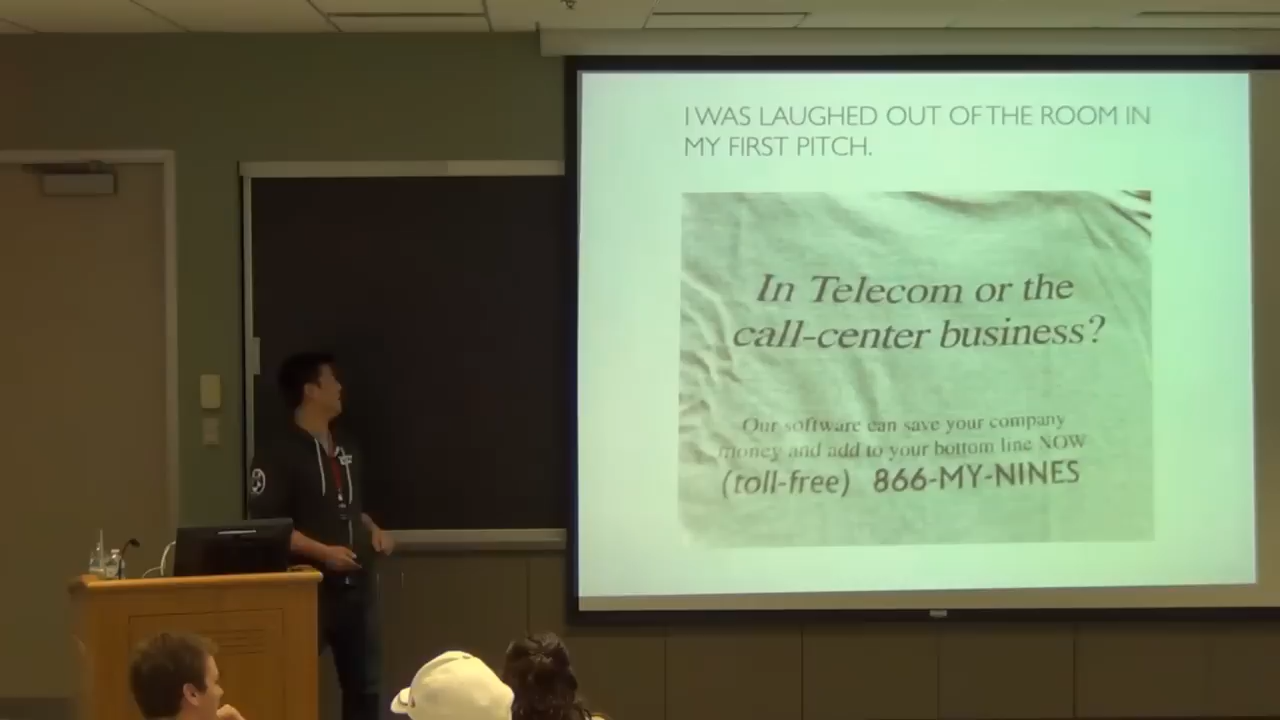 I WAS LAUGHED OUT OF THE ROOM IN
MY FIRST PITCH.
In Telecom or the
call-center business?
Our software can save your company
money and add to your bottom line NOW
(toll-free) 866-MY-NINES